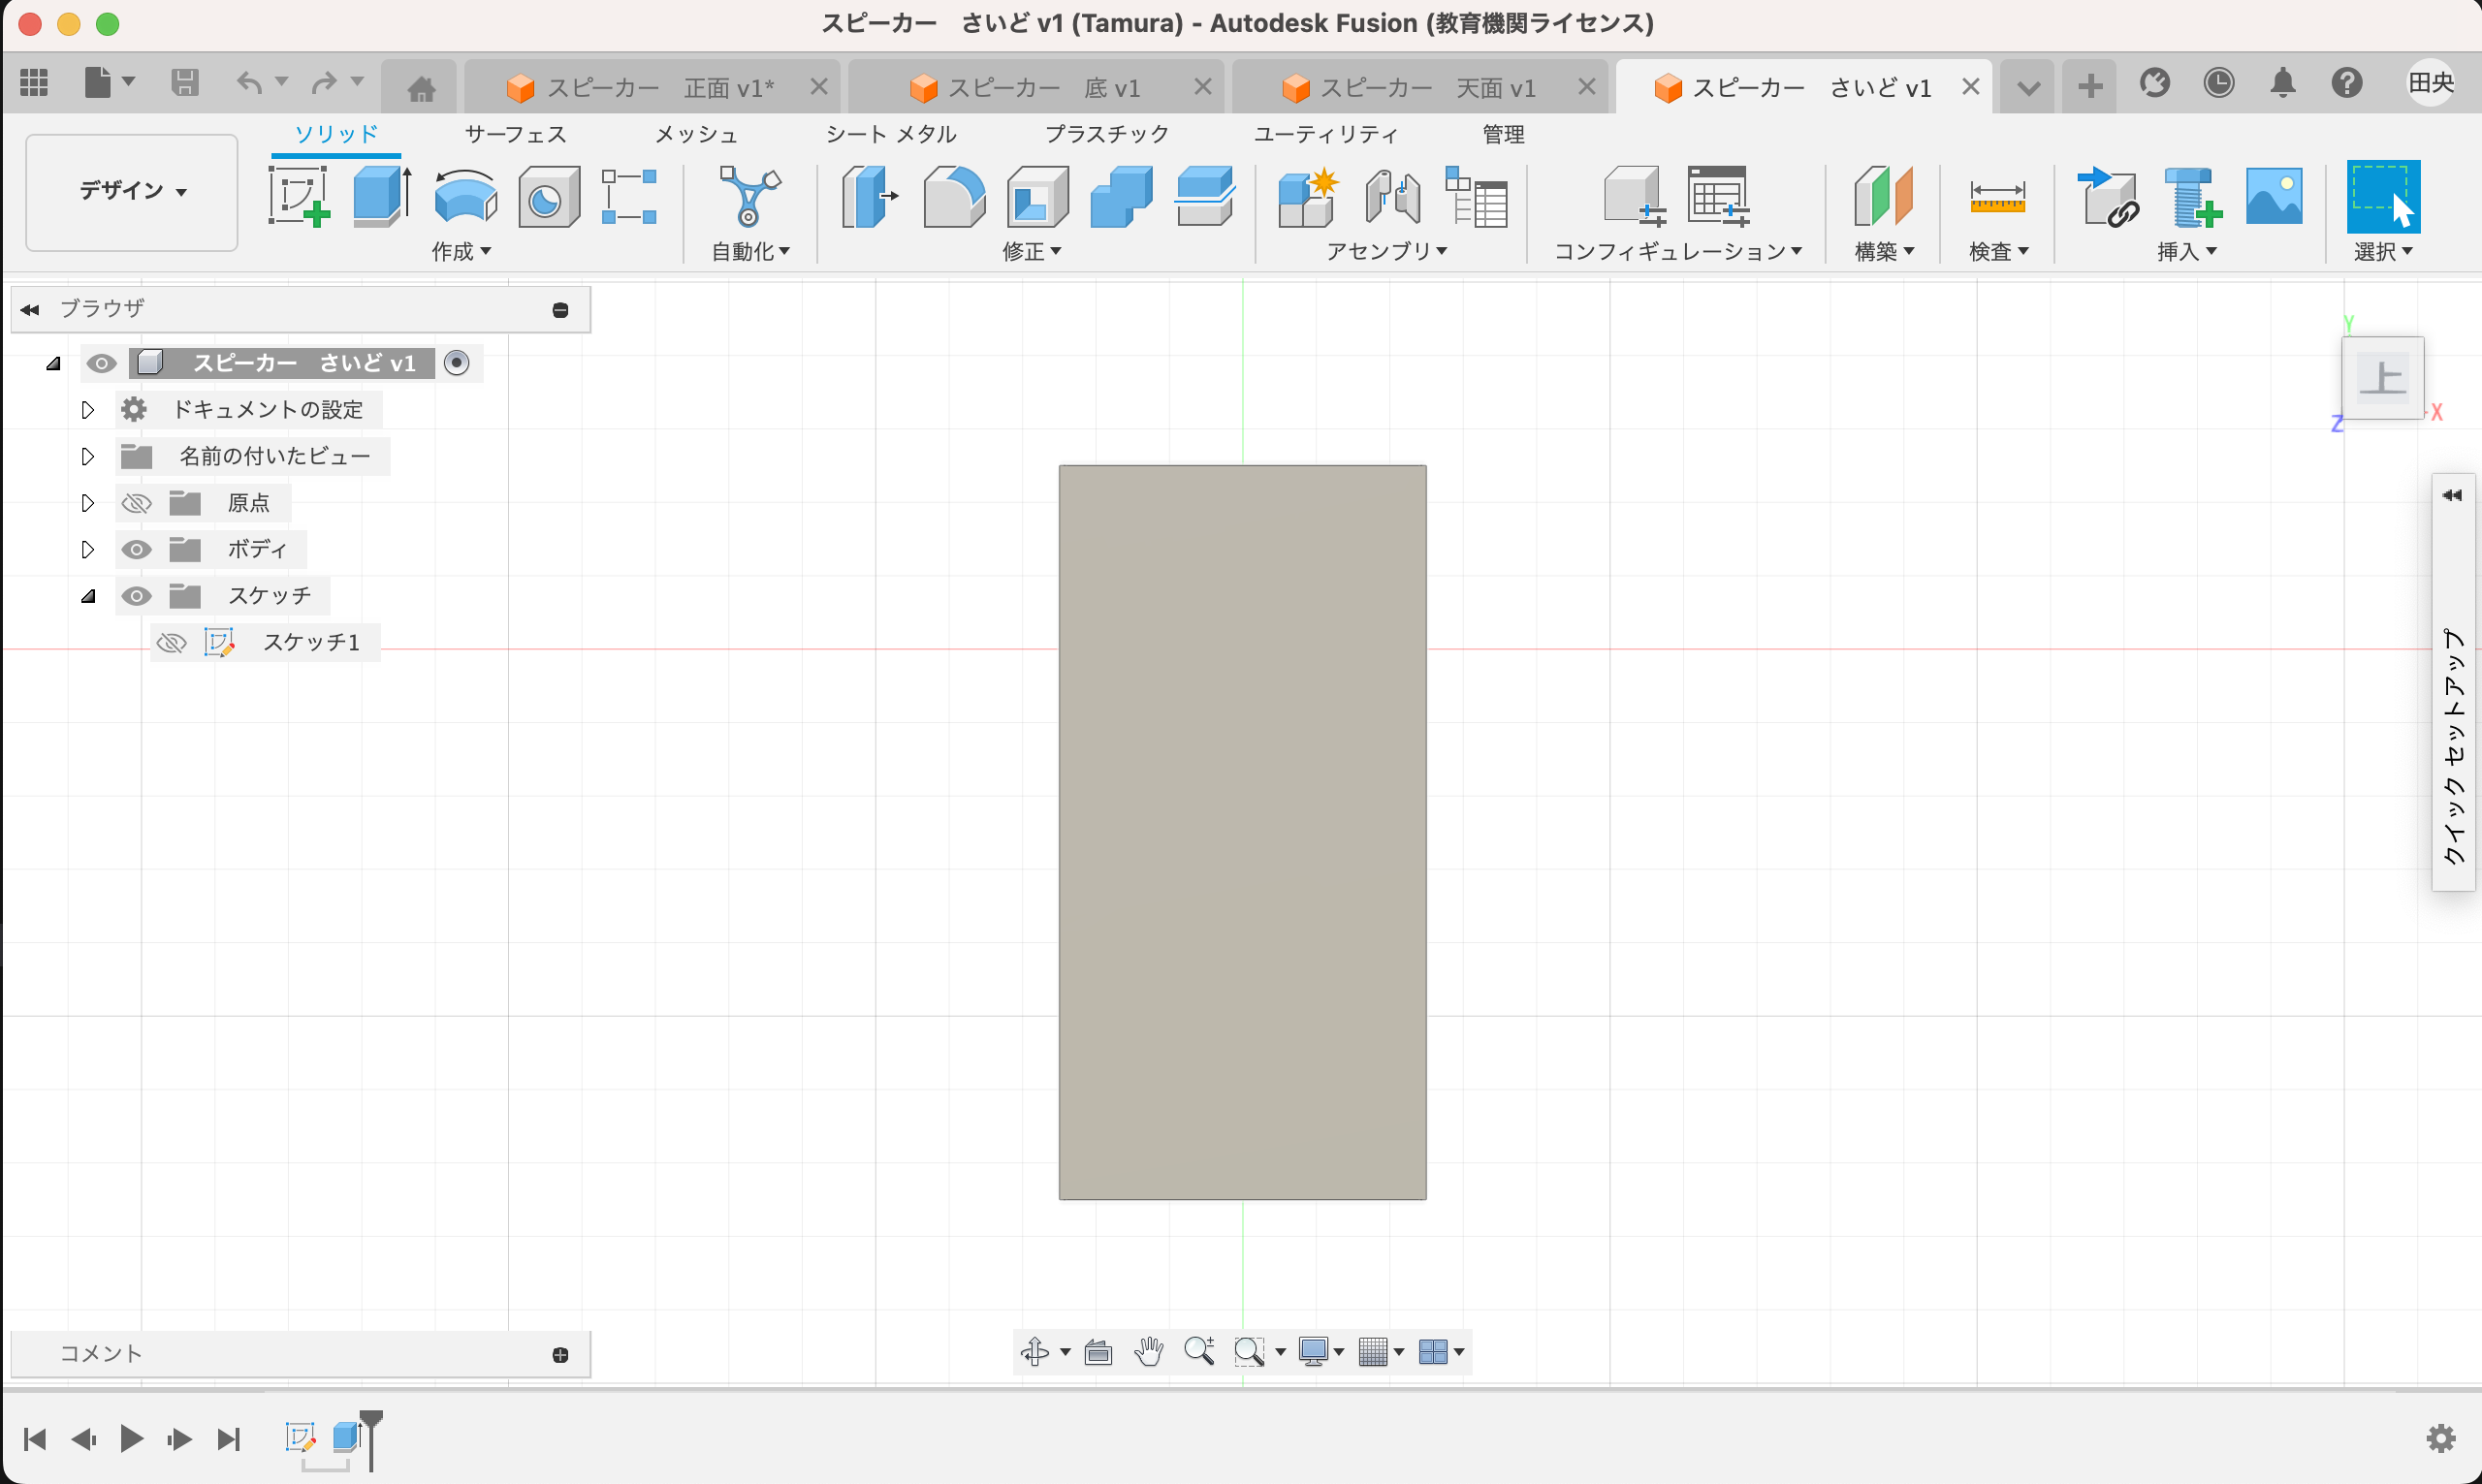 スピーカー　さいど v1 (Tamura) - Autodesk Fusion (教育機関ライセンス)
スピーカー　正面 v1*
スピーカー　底 v1
スピーカー　天面 v1
スピーカー　さいど v1
田央
デザイン
ソリッド
サーフェス
メッシュ
シート メタル
プラスチック
ユーティリティ
管理
作成
自動化
修正
アセンブリ
コンフィギュレーション
構築
検査
挿入
選択
ブラウザ
スピーカー　さいど v1
ドキュメントの設定
名前の付いたビュー
原点
ボディ
スケッチ
スケッチ1
Y
上
Z
X
クイック セットアップ
コメント